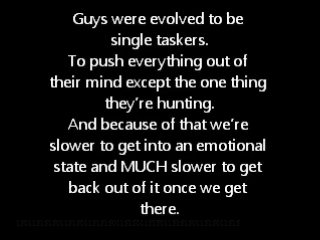 Guys were evolved to be
single taskers.
To push everything out of
their mind except the one thing
they're hunting.
And because of that we're
slower to get into an emotional
state and MUCH slower to get
back out of it once we get
there.